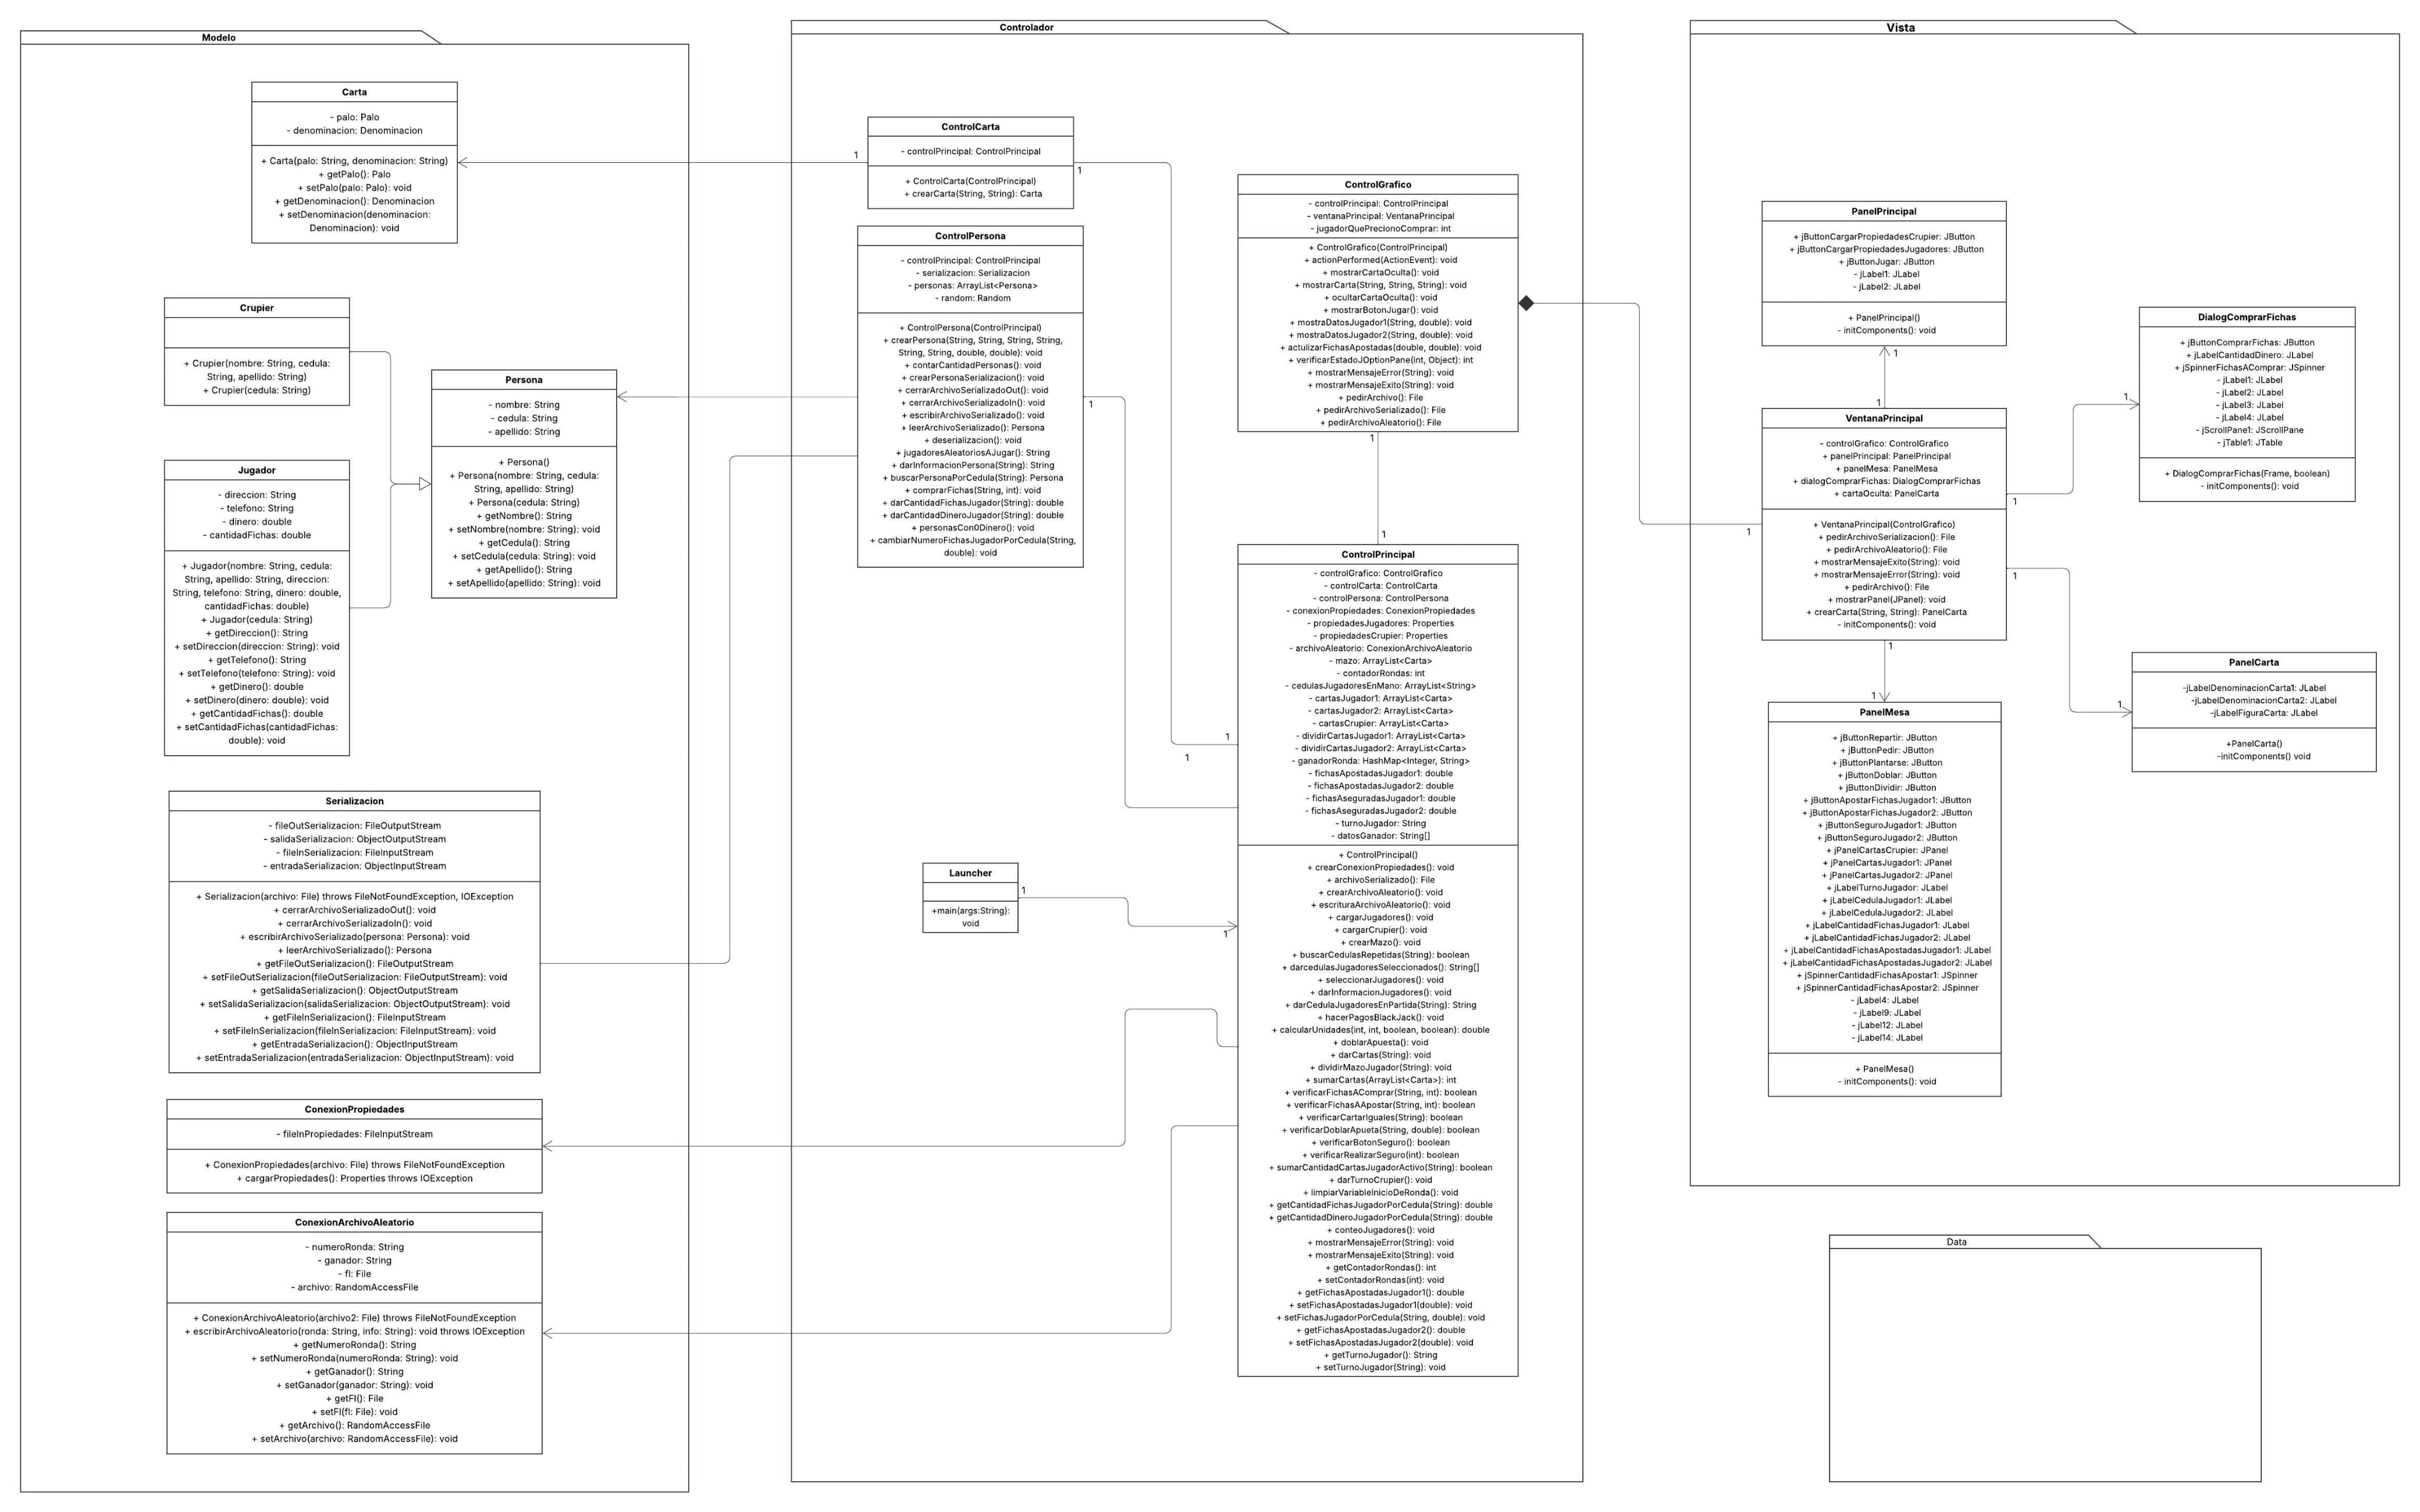 Modelo
Carta
- palo: Palo
- denominacion: Denominacion
+ Carta(palo: String, denominacion: String)
+ getPalo(): Palo
+ setPalo(palo: Palo): void
+ getDenominacion(): Denominacion
+ setDenominacion(denominacion:
Denominacion): void
Crupier
+ Crupier(nombre: String, cedula:
String, apellido: String)
+ Crupier(cedula: String)
Persona
- nombre: String
- cedula: String
- apellido: String
+ Persona()
+ Persona(nombre: String, cedula:
String, apellido: String)
+ Persona(cedula: String)
+ getNombre(): String
+ setNombre(nombre: String): void
+ getCedula(): String
+ setCedula(cedula: String): void
+ getApellido(): String
+ setApellido(apellido: String): void
Jugador
- direccion: String
- telefono: String
- dinero: double
- cantidadFichas: double
+ Jugador(nombre: String, cedula:
String, apellido: String, direccion:
String, telefono: String, dinero: double,
cantidadFichas: double)
+ Jugador(cedula: String)
+ getDireccion(): String
+ setDireccion(direccion: String): void
+ getTelefono(): String
+ setTelefono(telefono: String): void
+ getDinero(): double
+ setDinero(dinero: double): void
+ getCantidadFichas(): double
+ setCantidadFichas(cantidadFichas:
double): void
Serializacion
- fileOutSerializacion: FileOutputStream
- salidaSerializacion: ObjectOutputStream
- fileInSerializacion: FileInputStream
- entradaSerializacion: ObjectInputStream
+ Serializacion(archivo: File) throws FileNotFoundException, IOException
+ cerrarArchivoSerializadoOut(): void
+ cerrarArchivoSerializadoIn(): void
+ escribirArchivoSerializado(persona: Persona): void
+ leerArchivoSerializado(): Persona
+ getFileOutSerializacion(): FileOutputStream
+ setFileOutSerializacion(fileOutSerializacion: FileOutputStream): void
+ getSalidaSerializacion(): ObjectOutputStream
+ setSalidaSerializacion(salidaSerializacion: ObjectOutputStream): void
+ getFileInSerializacion(): FileInputStream
+ setFileInSerializacion(fileInSerializacion: FileInputStream): void
+ getEntradaSerializacion(): ObjectInputStream
+ setEntradaSerializacion(entradaSerializacion: ObjectInputStream): void
ConexionPropiedades
- fileInPropiedades: FileInputStream
+ ConexionPropiedades(archivo: File) throws FileNotFoundException
+ cargarPropiedades(): Properties throws IOException
ConexionArchivoAleatorio
- numeroRonda: String
- ganador: String
- fl: File
- archivo: RandomAccessFile
+ ConexionArchivoAleatorio(archivo2: File) throws FileNotFoundException
+ escribirArchivoAleatorio(ronda: String, info: String): void throws IOException
+ getNumeroRonda(): String
+ setNumeroRonda(numeroRonda: String): void
+ getGanador(): String
+ setGanador(ganador: String): void
+ getFl(): File
+ setFl(fl: File): void
+ getArchivo(): RandomAccessFile
+ setArchivo(archivo: RandomAccessFile): void
Controlador
1
ControlCarta
- controlPrincipal: ControlPrincipal
+ ControlCarta(ControlPrincipal)
+ crearCarta(String, String): Carta
1
ControlPersona
- controlPrincipal: ControlPrincipal
- serializacion: Serializacion
- personas: ArrayList<Persona>
- random: Random
+ ControlPersona(ControlPrincipal)
+ crearPersona(String, String, String, String,
String, String, double, double): void
+ contarCantidadPersonas(): void
+ crearPersonaSerializacion(): void
+ cerrarArchivoSerializadoOut(): void
+ cerrarArchivoSerializadoIn(): void
+ escribirArchivoSerializado(): void
+ leerArchivoSerializado(): Persona
+ deserializacion(): void
+ jugadoresAleatoriosAJugar(): String
+ darInformacionPersona(String): String
+ buscarPersonaPorCedula(String): Persona
+ comprarFichas(String, int): void
+ darCantidadFichasJugador(String): double
+ darCantidadDineroJugador(String): double
+ personasCon0Dinero(): void
+ cambiarNumeroFichasJugadorPorCedula(String,
double): void
1
ControlGrafico
- controlPrincipal: ControlPrincipal
- ventanaPrincipal: VentanaPrincipal
- jugadorQuePrecionoComprar: int
+ ControlGrafico(ControlPrincipal)
+ actionPerformed(ActionEvent): void
+ mostrarCartaOculta(): void
+ mostrarCarta(String, String, String): void
+ ocultarCartaOculta(): void
+ mostrarBotonJugar(): void
+ mostraDatosJugador1(String, double): void
+ mostraDatosJugador2(String, double): void
+ actulizarFichasApostadas(double, double): void
+ verificarEstadoJOptionPane(int, Object): int
+ mostrarMensajeError(String): void
+ mostrarMensajeExito(String): void
+ pedirArchivo(): File
+ pedirArchivoSerializado(): File
+ pedirArchivoAleatorio(): File
1
1
ControlPrincipal
- controlGrafico: ControlGrafico
- controlCarta: ControlCarta
- controlPersona: ControlPersona
- conexionPropiedades: ConexionPropiedades
- propiedadesJugadores: Properties
- propiedadesCrupier: Properties
- archivoAleatorio: ConexionArchivoAleatorio
- mazo: ArrayList<Carta>
- contadorRondas: int
- cedulasJugadoresEnMano: ArrayList<String>
- cartasJugador1: ArrayList<Carta>
- cartasJugador2: ArrayList<Carta>
- cartasCrupier: ArrayList<Carta>
- dividirCartasJugador1: ArrayList<Carta>
- dividirCartasJugador2: ArrayList<Carta>
- ganadorRonda: HashMap<Integer, String>
- fichasApostadasJugador1: double
- fichasApostadasJugador2: double
- fichasAseguradasJugador1: double
- fichasAseguradasJugador2: double
- turnoJugador: String
- datosGanador: String[]
+ ControlPrincipal()
+ crearConexionPropiedades(): void
+ archivoSerializado(): File
+ crearArchivoAleatorio(): void
+ escrituraArchivoAleatorio(): void
+ cargarJugadores(): void
+ cargarCrupier(): void
+ crearMazo(): void
+ buscarCedulasRepetidas(String): boolean
+ darcedulasJugadoresSeleccionados(): String[]
+ seleccionarJugadores(): void
+ darInformacionJugadores(): void
+ darCedulaJugadoresEnPartida(String): String
+ hacerPagosBlackJack(): void
+ calcularUnidades(int, int, boolean, boolean): double
+ doblarApuesta(): void
+ darCartas(String): void
+ dividirMazoJugador(String): void
+ sumarCartas(ArrayList<Carta>): int
+ verificarFichasAComprar(String, int): boolean
+ verificarFichasAApostar(String, int): boolean
+ verificarCartarIguales(String): boolean
+ verificarDoblarApueta(String, double): boolean
+ verificarBotonSeguro(): boolean
+ verificarRealizarSeguro(int): boolean
+ sumarCantidadCartasJugadorActivo(String): boolean
+ darTurnoCrupier(): void
+ limpiarVariableInicioDeRonda(): void
+ getCantidadFichasJugadorPorCedula(String): double
+ getCantidadDineroJugadorPorCedula(String): double
+ conteoJugadores(): void
+ mostrarMensajeError(String): void
+ mostrarMensajeExito(String): void
+ getContadorRondas(): int
+ setContadorRondas(int): void
+ getFichasApostadasJugador1(): double
+ setFichasApostadasJugador1(double): void
+ setFichasJugadorPorCedula(String, double): void
+ getFichasApostadasJugador2(): double
+ setFichasApostadasJugador2(double): void
+ getTurnoJugador(): String
+ setTurnoJugador(String): void
1
1
Launcher
+main(args:String):
void
1
1
Vista
PanelPrincipal
+ jButtonCargarPropiedadesCrupier: JButton
+ jButtonCargarPropiedadesJugadores: JButton
+ jButtonJugar: JButton
- jLabel1: JLabel
- jLabel2: JLabel
+ PanelPrincipal()
- initComponents(): void
1
1
VentanaPrincipal
- controlGrafico: ControlGrafico
+ panelPrincipal: PanelPrincipal
+ panelMesa: PanelMesa
+ dialogComprarFichas: DialogComprarFichas
+ cartaOculta: PanelCarta
+ VentanaPrincipal(ControlGrafico)
+ pedirArchivoSerializacion(): File
+ pedirArchivoAleatorio(): File
+ mostrarMensajeExito(String): void
+ mostrarMensajeError(String): void
+ pedirArchivo(): File
+ mostrarPanel(JPanel): void
+ crearCarta(String, String): PanelCarta
- initComponents(): void
1
1
1
1
1
DialogComprarFichas
+ jButtonComprarFichas: JButton
+ jLabelCantidadDinero: JLabel
+ jSpinnerFichasAComprar: JSpinner
- jLabel1: JLabel
- jLabel2: JLabel
- jLabel3: JLabel
- jLabel4: JLabel
- jScrollPane1: JScrollPane
- jTable1: JTable
+ DialogComprarFichas(Frame, boolean)
- initComponents(): void
1
PanelCarta
-jLabelDenominacionCarta1: JLabel
-jLabelDenominacionCarta2: JLabel
-jLabelFiguraCarta: JLabel
+PanelCarta()
-initComponents() void
1
PanelMesa
+ jButtonRepartir: JButton
+ jButtonPedir: JButton
+ jButtonPlantarse: JButton
+ jButtonDoblar: JButton
+ jButtonDividir: JButton
+ jButtonApostarFichasJugador1: JButton
+ jButtonApostarFichasJugador2: JButton
+ jButtonSeguroJugador1: JButton
+ jButtonSeguroJugador2: JButton
+ jPanelCartasCrupier: JPanel
+ jPanelCartasJugador1: JPanel
+ jPanelCartasJugador2: JPanel
+ jLabelTurnoJugador: JLabel
+ jLabelCedulaJugador1: JLabel
+ jLabelCedulaJugador2: JLabel
+ jLabelCantidadFichasJugador1: JLabel
+ jLabelCantidadFichasJugador2: JLabel
+ jLabelCantidadFichasApostadasJugador1: JLabel
+ jLabelCantidadFichasApostadasJugador2: JLabel
+ jSpinnerCantidadFichasApostar1: JSpinner
+ jSpinnerCantidadFichasApostar2: JSpinner
- jLabel4: JLabel
- jLabel9: JLabel
- jLabel12: JLabel
- jLabel14: JLabel
+ PanelMesa()
- initComponents(): void
Data